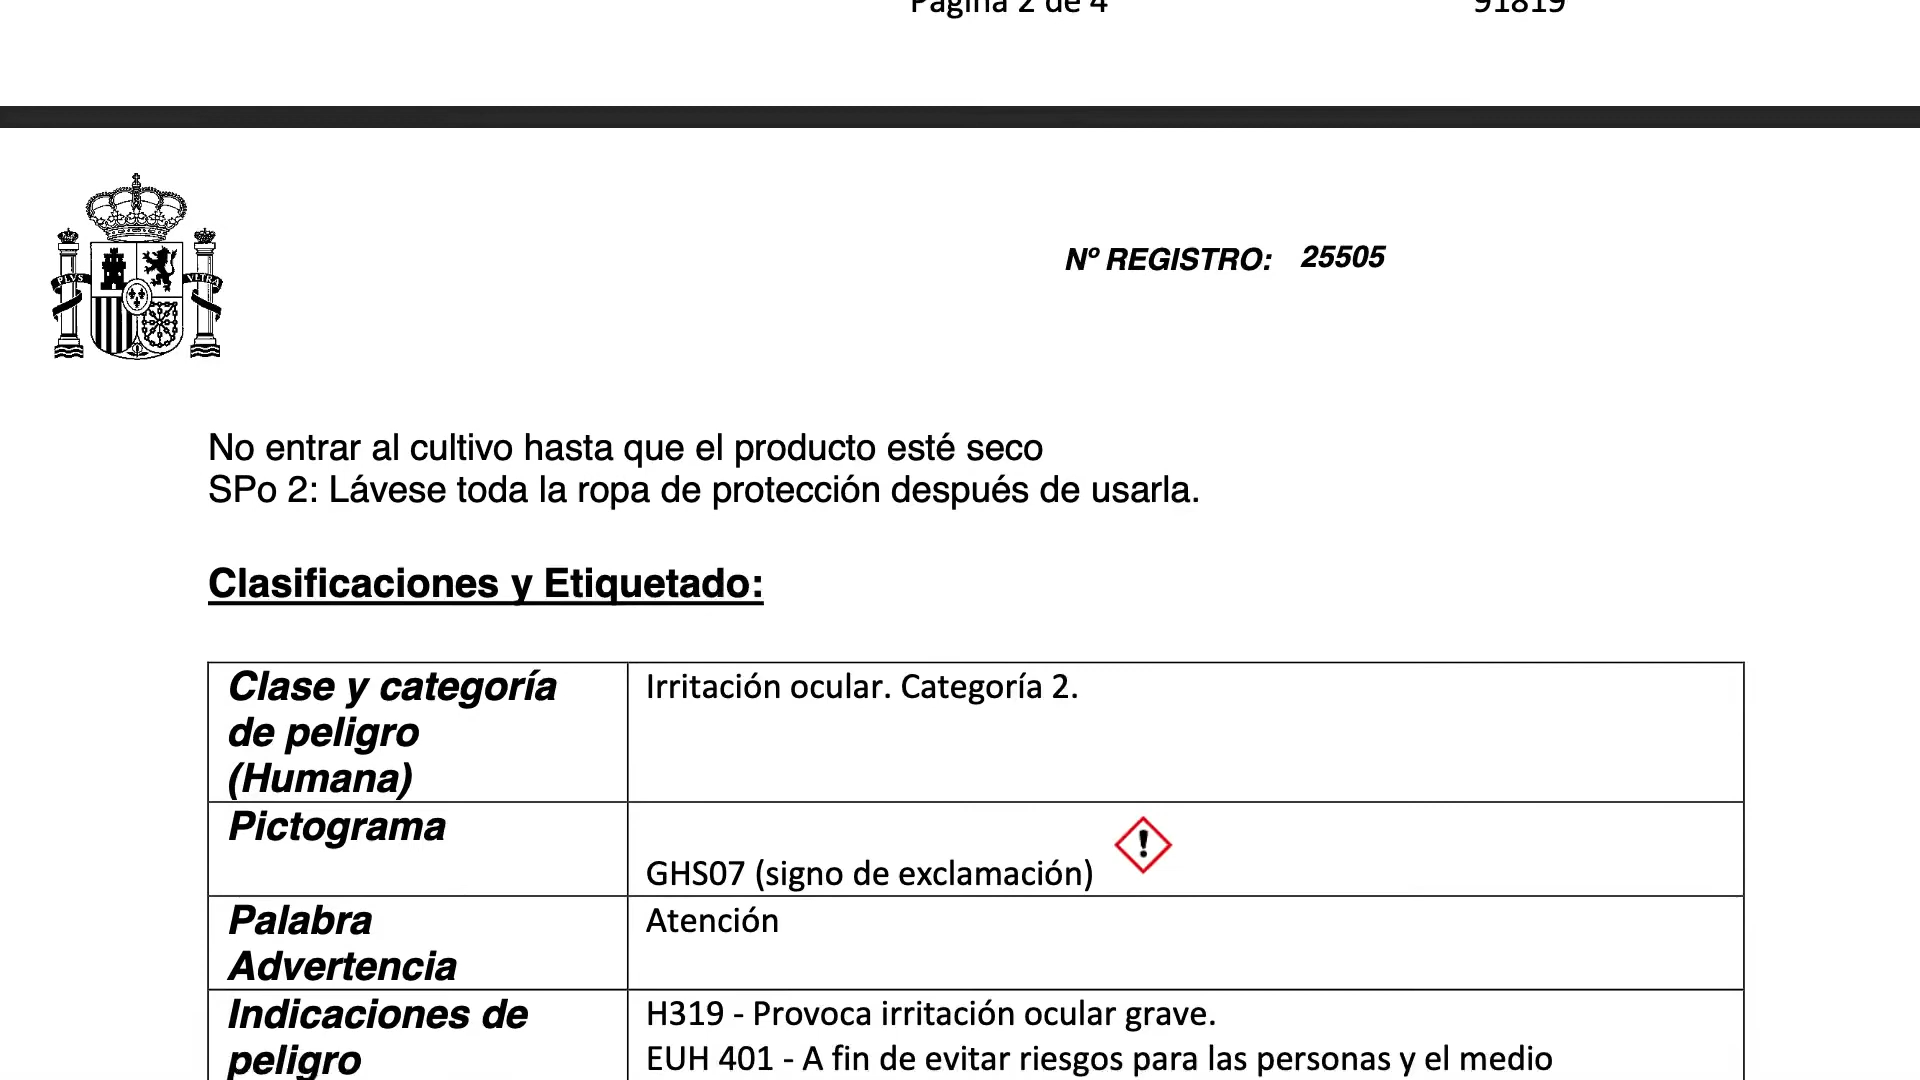 Página 2 de 4 91819
PLVS VLTRA
Nº REGISTRO: 25505
No entrar al cultivo hasta que el producto esté seco
SPo 2: Lávese toda la ropa de protección después de usarla.
Clasificaciones y Etiquetado:
Clase y categoría
de peligro
(Humana)
Irritación ocular. Categoría 2.
Pictograma
GHS07 (signo de exclamación)
Palabra
Advertencia
Atención
Indicaciones de
peligro
H319 - Provoca irritación ocular grave.
EUH 401 - A fin de evitar riesgos para las personas y el medio